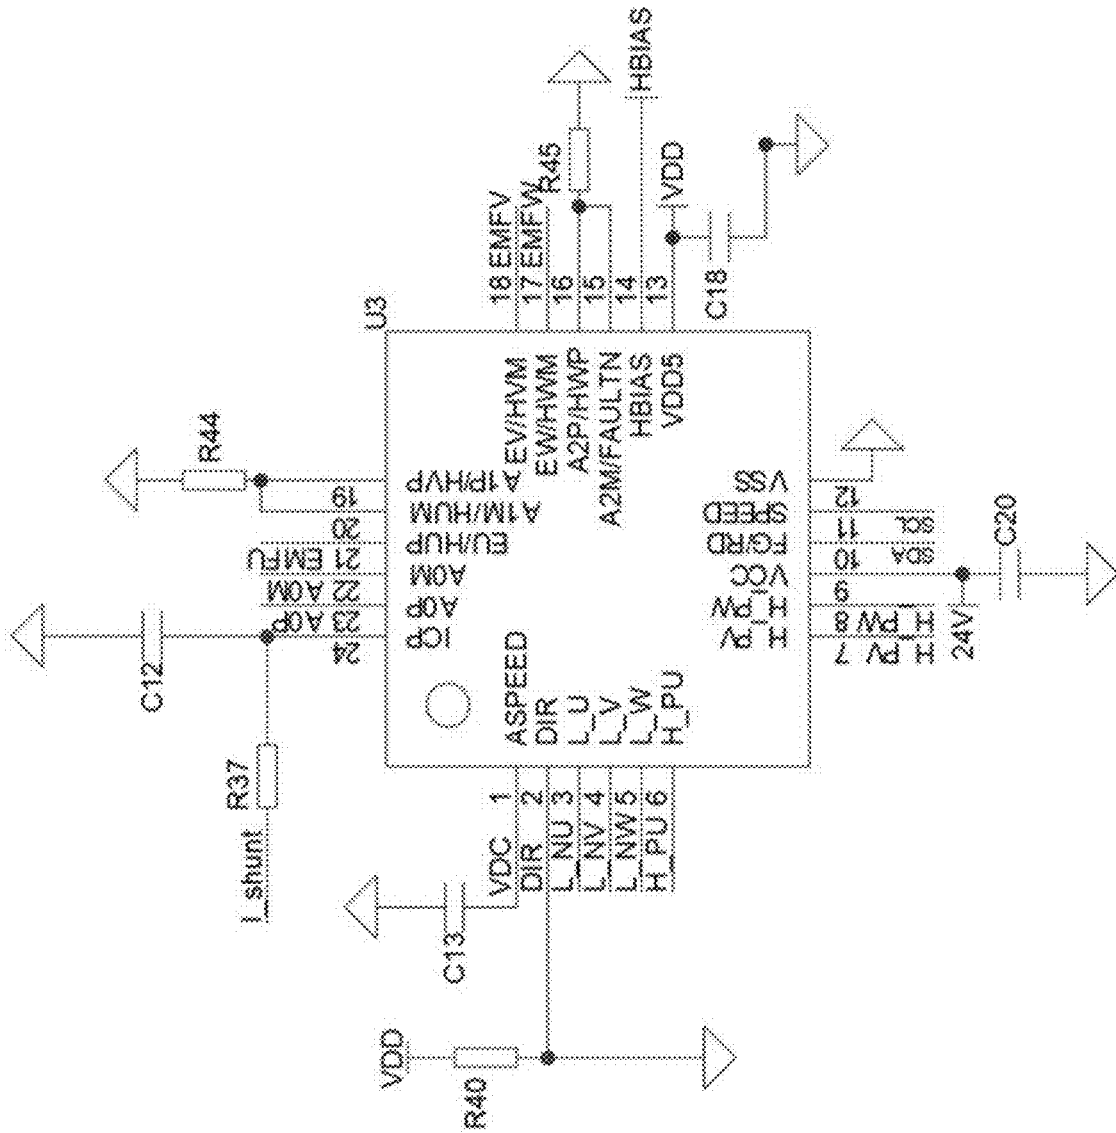 U3
R44
C12
R37
I_shunt
VDD
R40
C13
VDC 1 ASPEED
DIR 2 DIR
L_NU 3 L_U
L_NV 4 L_V
L_NW 5 L_W
H_PU 6 H_PU
H_PV 7 H_PV
H_PW 8 H_PW
9 VCC
24V
C20
SDA 10 FG/RD
SCL 11 SPEED
12 VSS
VDD5 13
VDD
C18
HBIAS 14 HBIAS
A2M/FAULTN 15
A2P/HWP 16
R45
EW/HWM 17 EMFW
EV/HVM 18 EMFV
19 A1P/HVP
20 A1M/HUM
EMFU 21 EU/HUP
A0M 22 A0M
A0P 23 A0P
24 ICP